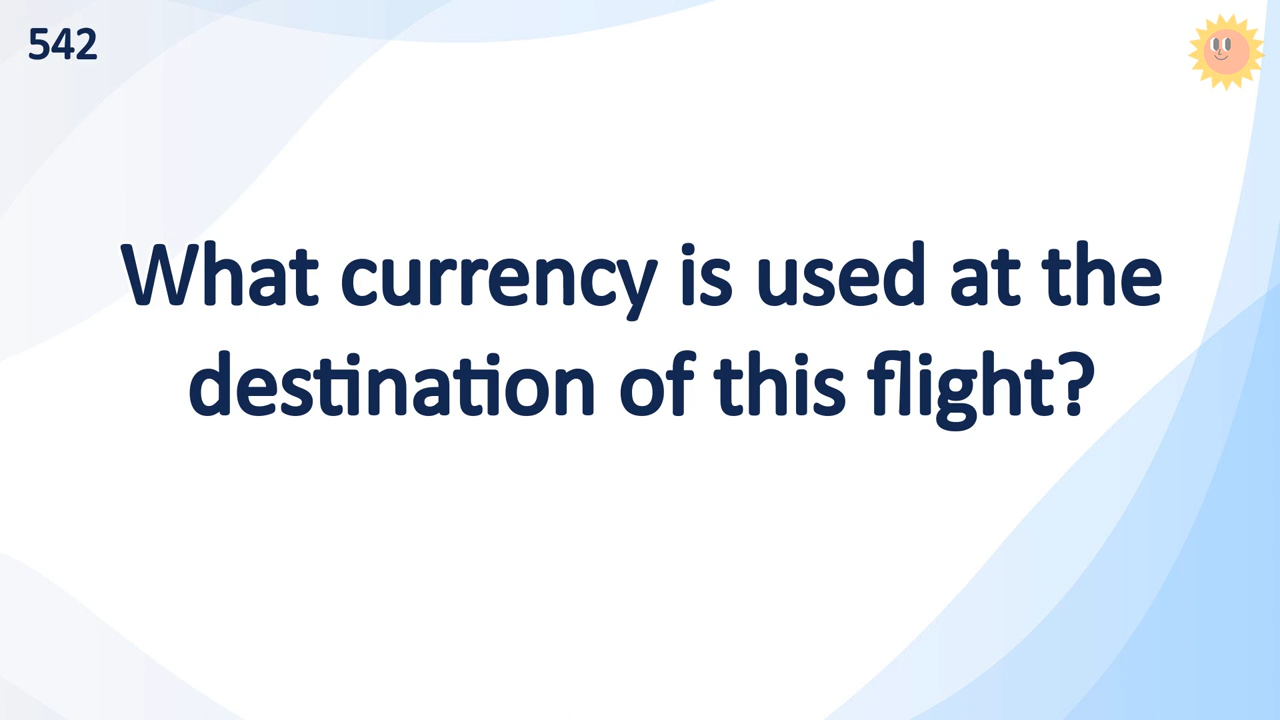 542
What currency is used at the
destination of this flight?